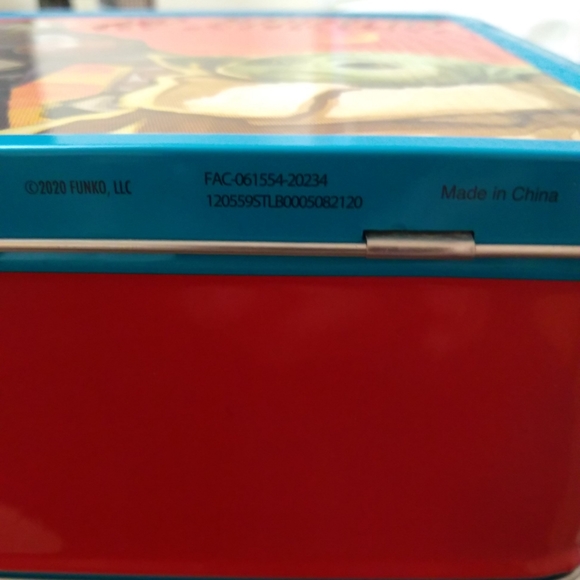 ©2020 FUNKO, LLC
FAC-061554-20234
120559STLB0005082120
Made in China